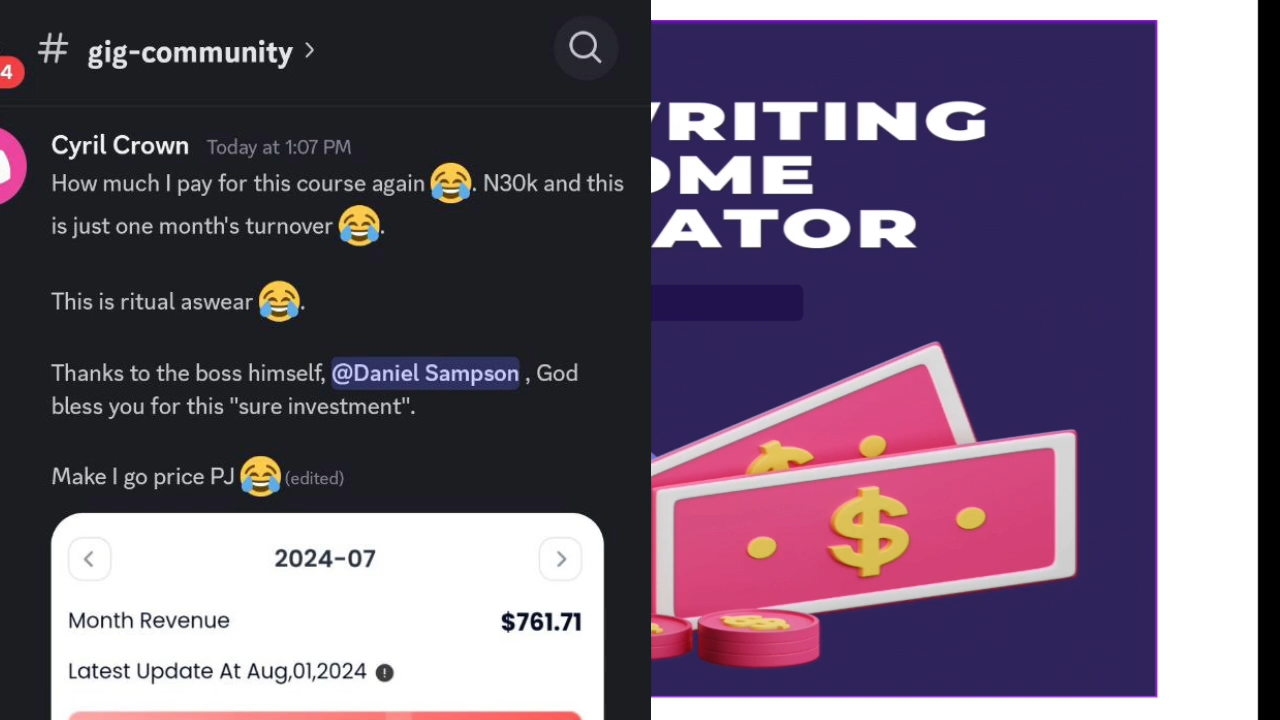 4
# gig-community >
Cyril Crown Today at 1:07 PM
How much I pay for this course again 😂. N30k and this
is just one month's turnover 😂.
This is ritual aswear 😂.
Thanks to the boss himself, @Daniel Sampson , God
bless you for this "sure investment".
Make I go price PJ 😂 (edited)
< 2024-07 >
Month Revenue $761.71
Latest Update At Aug,01,2024
RITING
OME
ATOR